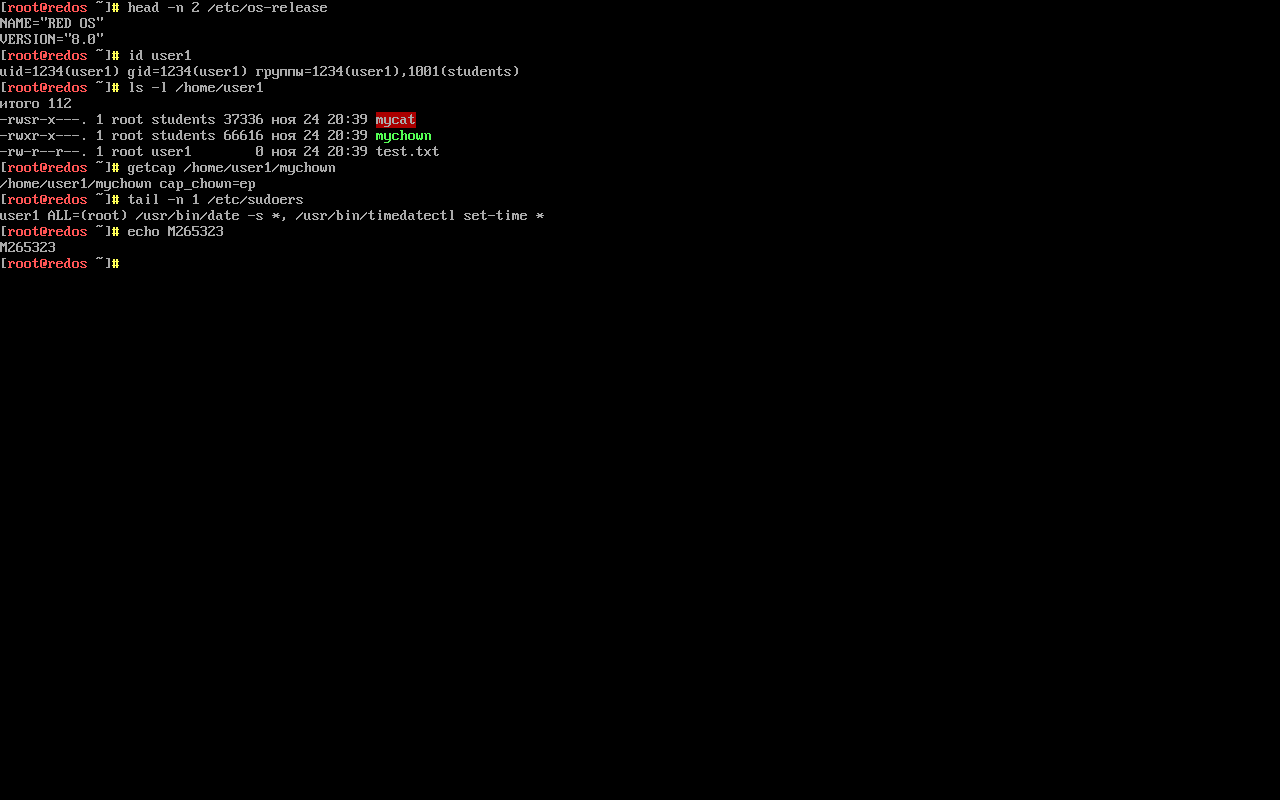 [root@redos ~]# head -n 2 /etc/os-release
NAME="RED OS"
VERSION="8.0"
[root@redos ~]# id user1
uid=1234(user1) gid=1234(user1) группы=1234(user1),1001(students)
[root@redos ~]# ls -l /home/user1
итого 112
-rwsr-x---. 1 root students 37336 ноя 24 20:39 mycat
-rwxr-x---. 1 root students 66616 ноя 24 20:39 mychown
-rw-r--r--. 1 root user1        0 ноя 24 20:39 test.txt
[root@redos ~]# getcap /home/user1/mychown
/home/user1/mychown cap_chown=ep
[root@redos ~]# tail -n 1 /etc/sudoers
user1 ALL=(root) /usr/bin/date -s *, /usr/bin/timedatectl set-time *
[root@redos ~]# echo M265323
M265323
[root@redos ~]#